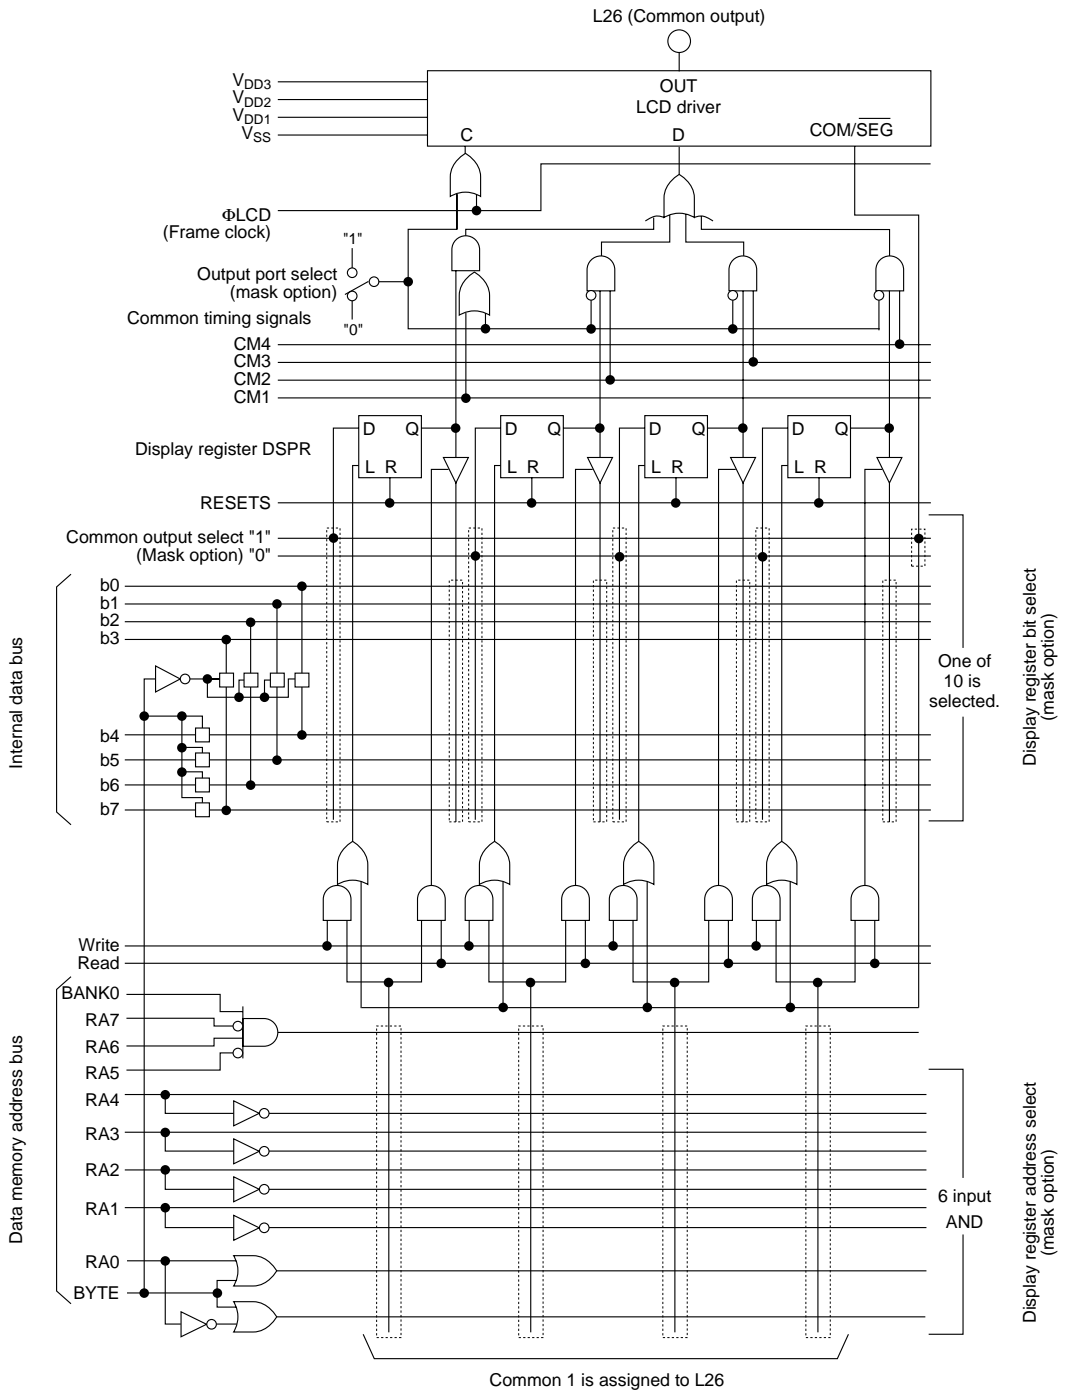 L26 (Common output)
VDD3
VDD2
VDD1
VSS
OUT
LCD driver
COM/SEG
C
D
ΦLCD
(Frame clock)
"1"
Output port select
(mask option)
"0"
Common timing signals
CM4
CM3
CM2
CM1
Display register DSPR
D Q
L R
D Q
L R
D Q
L R
D Q
L R
RESETS
Common output select "1"
(Mask option) "0"
Internal data bus
b0
b1
b2
b3
b4
b5
b6
b7
One of
10 is
selected.
Display register bit select
(mask option)
Write
Read
Data memory address bus
BANK0
RA7
RA6
RA5
RA4
RA3
RA2
RA1
RA0
BYTE
6 input
AND
Display register address select
(mask option)
Common 1 is assigned to L26